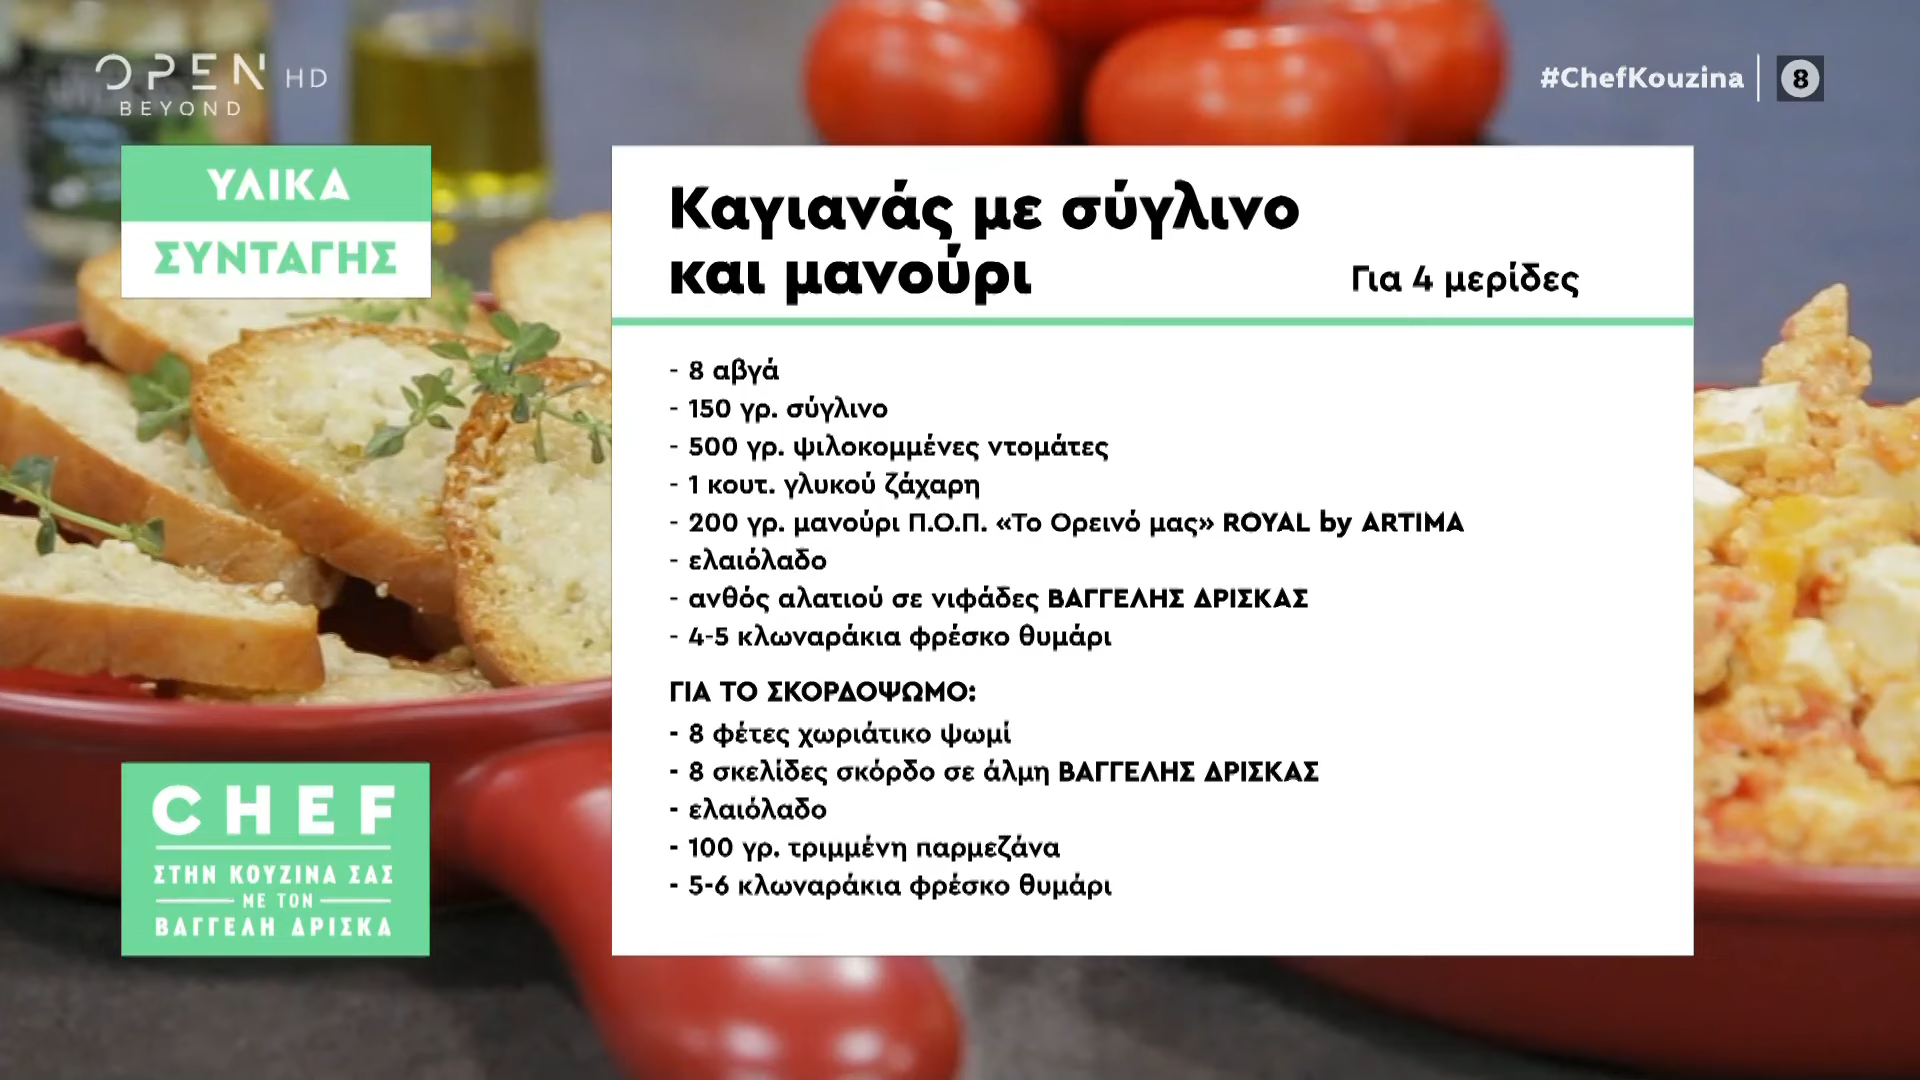 OPEN HD
BEYOND
#ChefKouzina 8
ΥΛΙΚΑ
ΣΥΝΤΑΓΗΣ
Καγιανάς με σύγλινο
και μανούρι
Για 4 μερίδες
- 8 αβγά
- 150 γρ. σύγλινο
- 500 γρ. ψιλοκομμένες ντομάτες
- 1 κουτ. γλυκού ζάχαρη
- 200 γρ. μανούρι Π.Ο.Π. «Το Ορεινό μας» ROYAL by ARTIMA
- ελαιόλαδο
- ανθός αλατιού σε νιφάδες ΒΑΓΓΕΛΗΣ ΔΡΙΣΚΑΣ
- 4-5 κλωναράκια φρέσκο θυμάρι
ΓΙΑ ΤΟ ΣΚΟΡΔΟΨΩΜΟ:
- 8 φέτες χωριάτικο ψωμί
- 8 σκελίδες σκόρδο σε άλμη ΒΑΓΓΕΛΗΣ ΔΡΙΣΚΑΣ
- ελαιόλαδο
- 100 γρ. τριμμένη παρμεζάνα
- 5-6 κλωναράκια φρέσκο θυμάρι
CHEF
ΣΤΗΝ ΚΟΥΖΙΝΑ ΣΑΣ
ΜΕ ΤΟΝ
ΒΑΓΓΕΛΗ ΔΡΙΣΚΑ